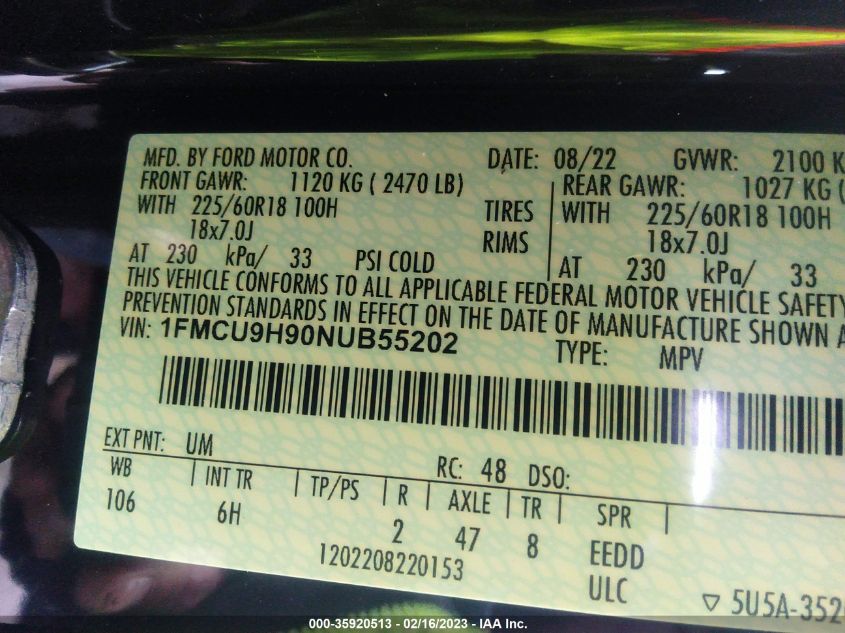 MFD. BY FORD MOTOR CO. DATE: 08/22 GVWR: 2100 K
FRONT GAWR: 1120 KG ( 2470 LB) REAR GAWR: 1027 KG (
WITH 225/60R18 100H TIRES WITH 225/60R18 100H
18x7.0J RIMS 18x7.0J
AT 230 kPa/ 33 PSI COLD AT 230 kPa/ 33
THIS VEHICLE CONFORMS TO ALL APPLICABLE FEDERAL MOTOR VEHICLE SAFETY
PREVENTION STANDARDS IN EFFECT ON THE DATE OF MANUFACTURE SHOWN A
VIN: 1FMCU9H90NUB55202 TYPE: MPV
EXT PNT: UM RC: 48 DSO:
WB INT TR TP/PS R AXLE TR SPR
106 6H 2 47 8 EEDD
1202208220153 ULC ▽ 5U5A-352
000-35920513 - 02/16/2023 - IAA Inc.